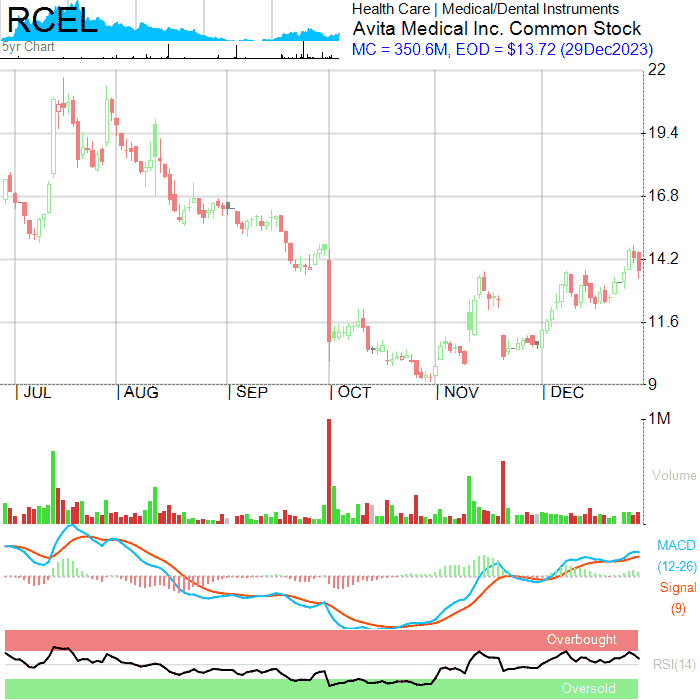 RCEL
5yr Chart
Health Care | Medical/Dental Instruments
Avita Medical Inc. Common Stock
MC = 350.6M, EOD = $13.72 (29Dec2023)
22
19.4
16.8
14.2
11.6
9
JUL AUG SEP OCT NOV DEC
1M
Volume
MACD
(12-26)
Signal
(9)
Overbought
RSI(14)
Oversold